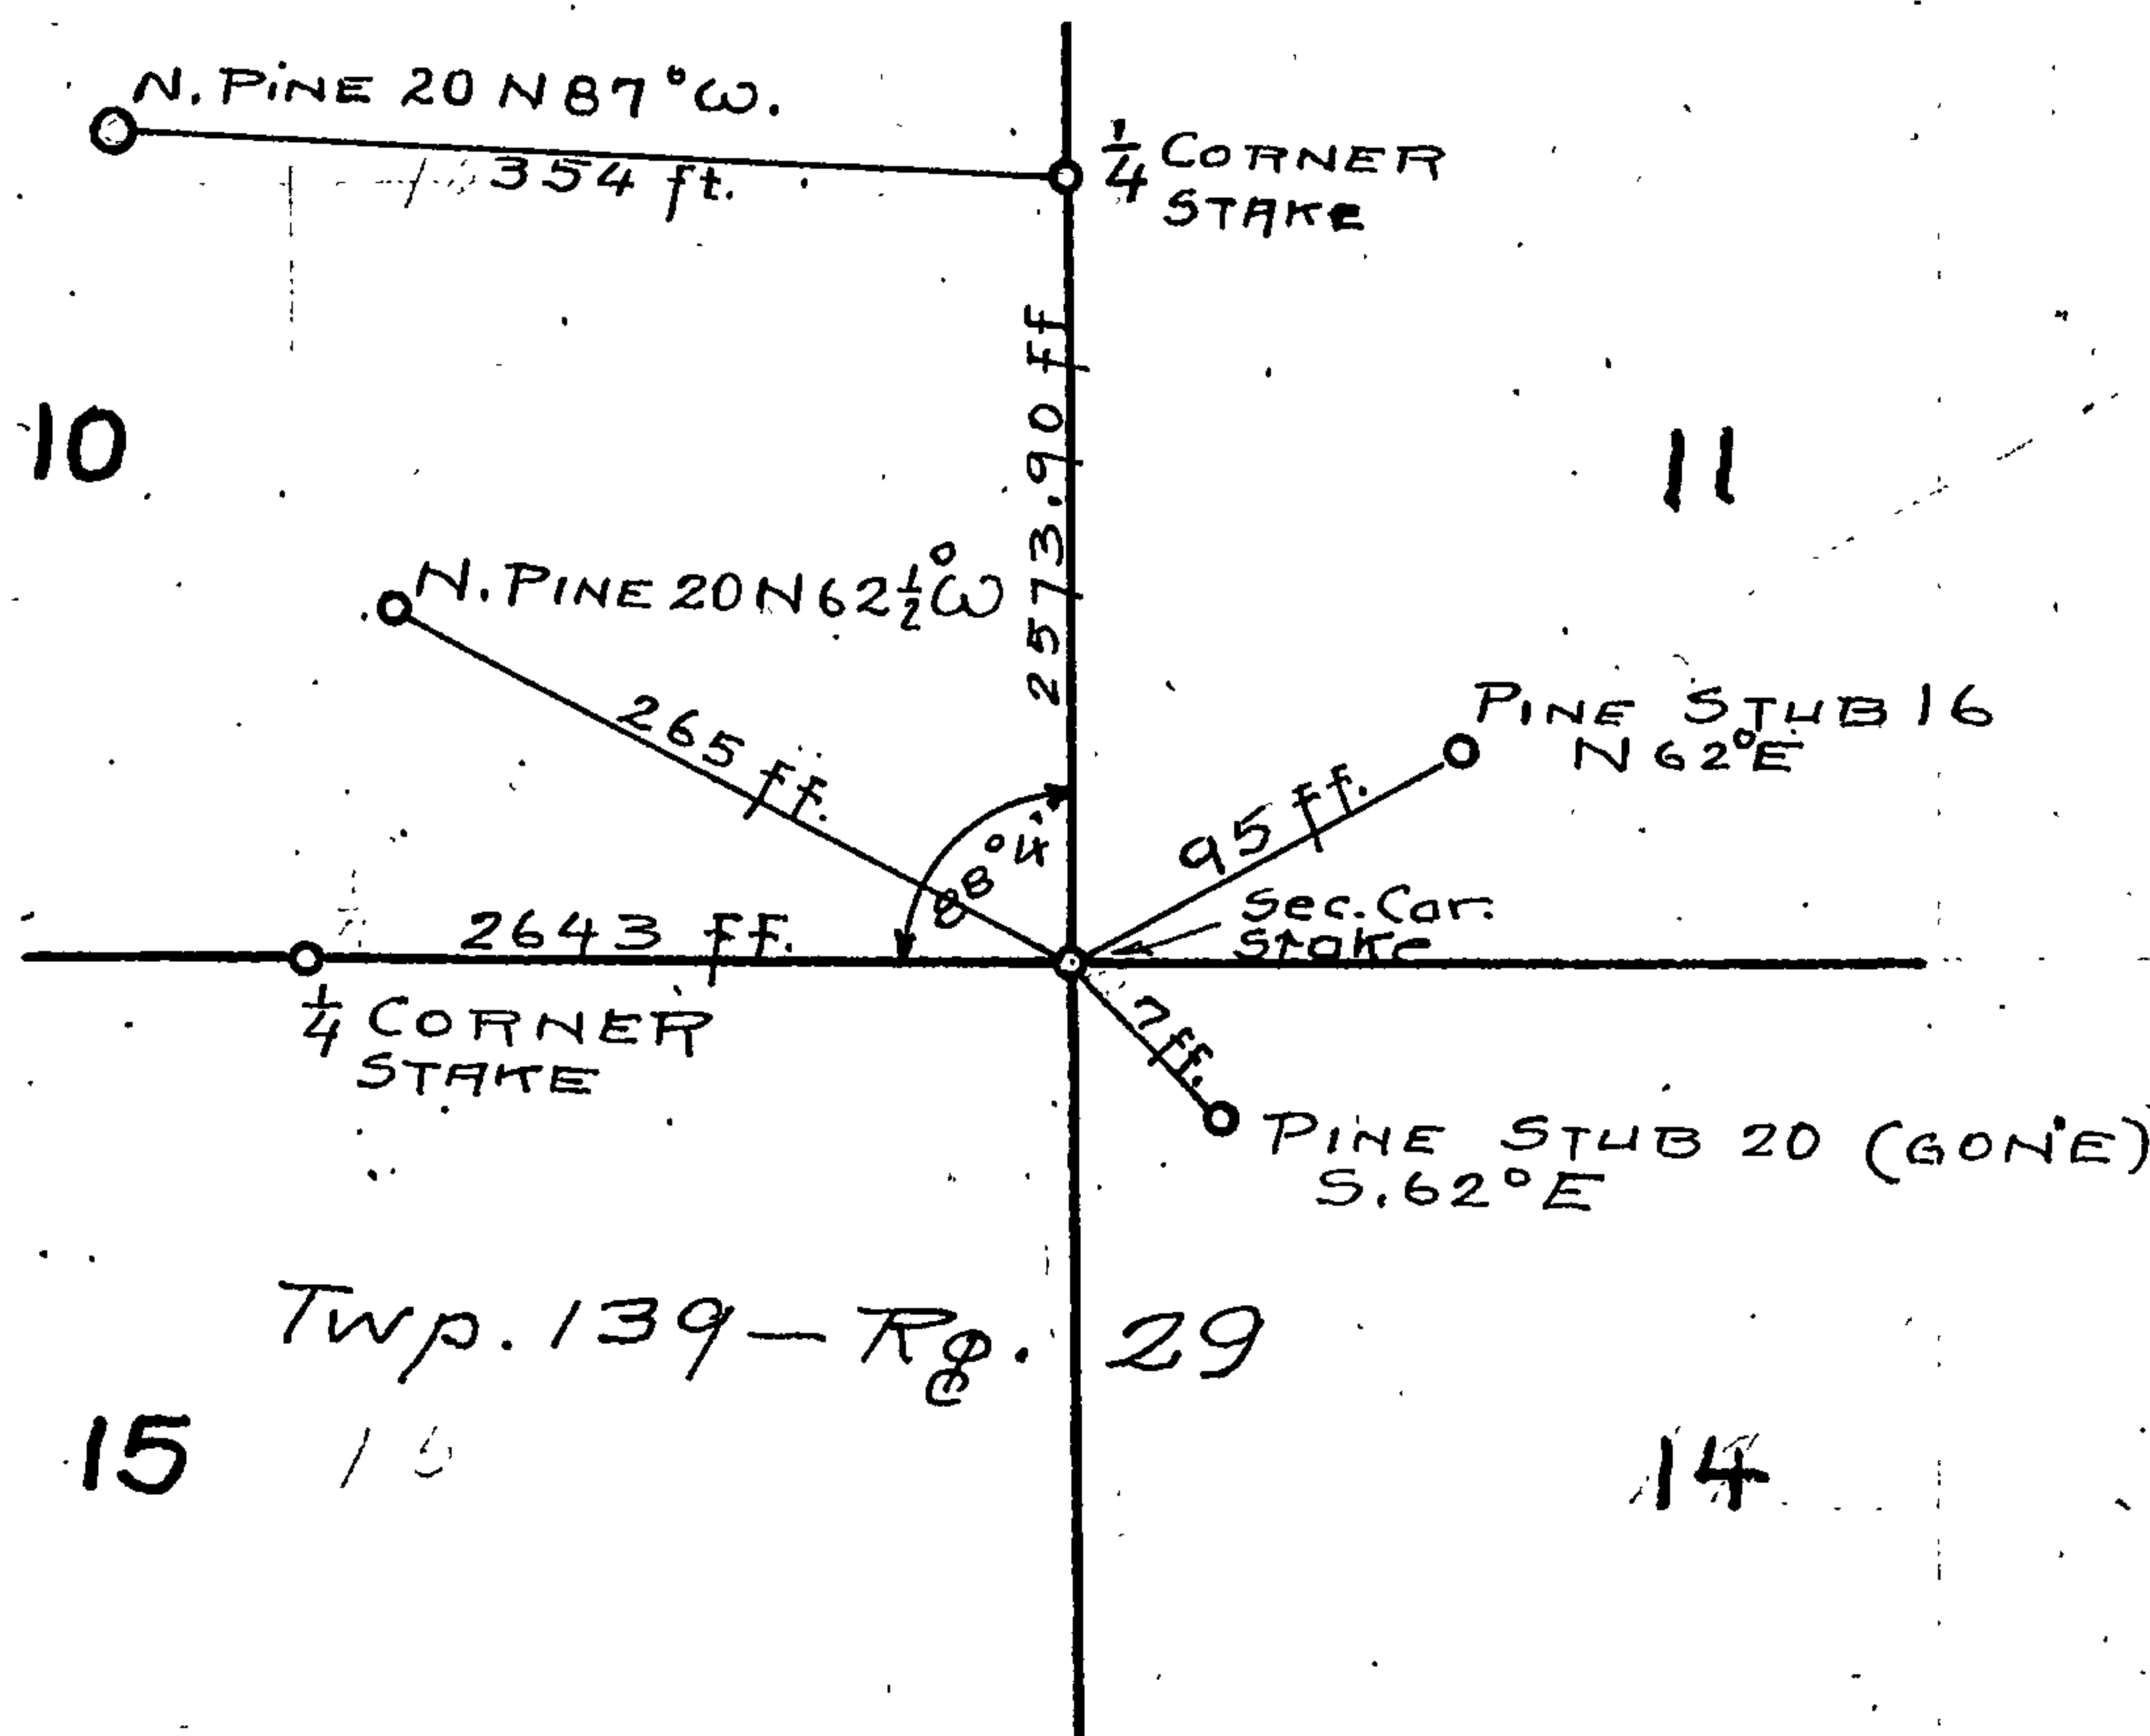 N. PINE 20 N 87° W.
354 ft.
1/4 CORNER
STAKE
2573.90 ft
10
11
N. PINE 20 N 62 1/2° W
265 ft.
PINE STUB 16
N 62° E
95 ft.
88° 04'
Sec. Cor.
Stake
2643 ft.
1/4 CORNER
STAKE
7 ft.
PINE STUB 20 (GONE)
S. 62° E
Twp. 139 — Rge. 29
15
14